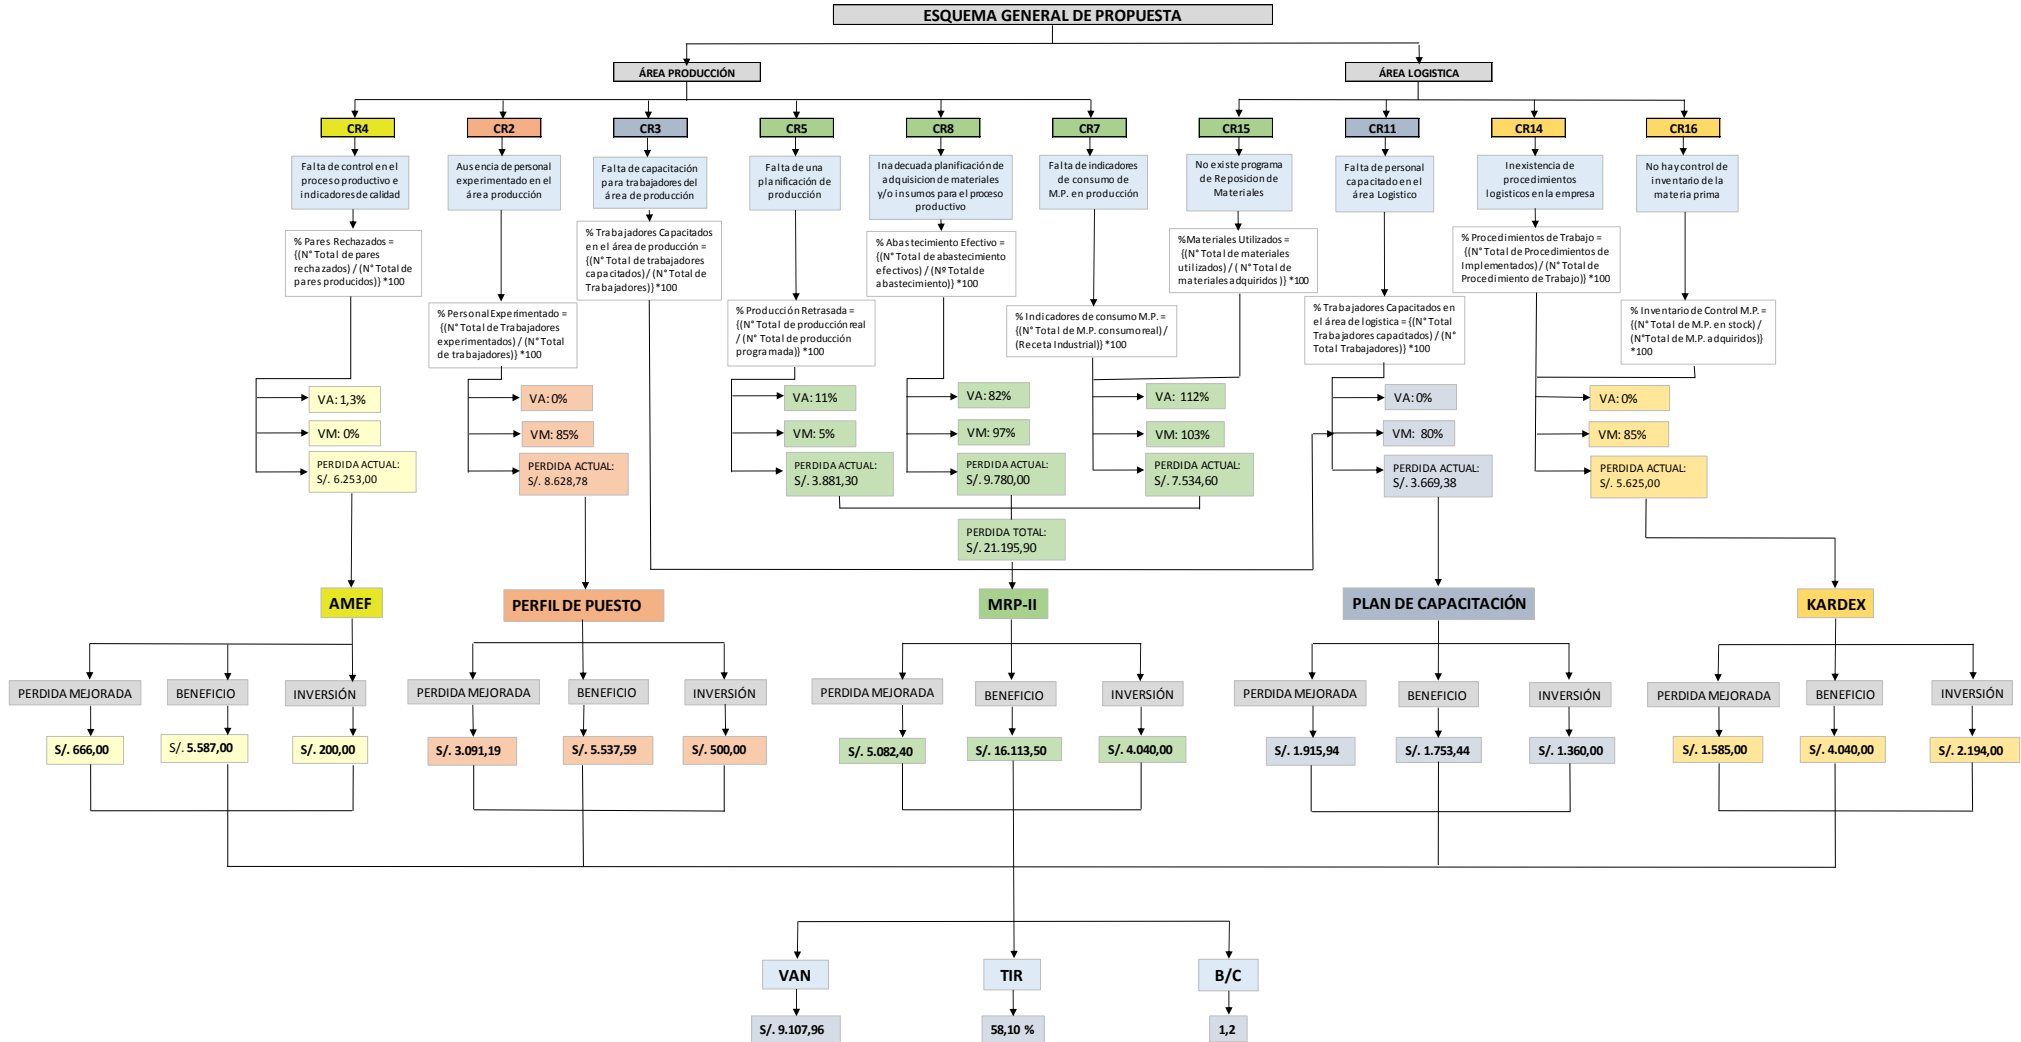 ESQUEMA GENERAL DE PROPUESTA
ÁREA PRODUCCIÓN
ÁREA LOGISTICA
CR4
CR2
CR3
CR5
CR8
CR7
CR15
CR11
CR14
CR16
Falta de control en el
proceso productivo e
indicadores de calidad
Ausencia de personal
experimentado en el
área producción
Falta de capacitación
para trabajadores del
área de producción
Falta de una
planificación de
producción
Inadecuada planificación de
adquisicion de materiales
y/o insumos para el proceso
productivo
Falta de indicadores
de consumo de
M.P. en producción
No existe programa
de Reposicion de
Materiales
Falta de personal
capacitado en el
área Logistico
Inexistencia de
procedimientos
logisticos en la empresa
No hay control de
inventario de la
materia prima
% Pares Rechazados =
{(N° Total de pares
rechazados) / (N° Total de
pares producidos)} *100
% Personal Experimentado =
{(N° Total de Trabajadores
experimentados) / (N° Total
de trabajadores)} *100
% Trabajadores Capacitados
en el área de producción =
{(N° Total de trabajadores
capacitados) / (N° Total de
Trabajadores)} *100
% Producción Retrasada =
{(N° Total de producción real
/ (N° Total de producción
programada)} *100
% Abastecimiento Efectivo =
{(N° Total de abastecimiento
efectivos) / (Nº Total de
abastecimiento)} *100
% Indicadores de consumo M.P. =
{(N° Total de M.P. consumo real) /
(Receta Industrial)} *100
%Materiales Utilizados =
{(N° Total de materiales
utilizados) / ( N° Total de
materiales adquiridos )} *100
% Trabajadores Capacitados en
el área de logistica = {(N° Total
Trabajadores capacitados) / (N°
Total Trabajadores)} *100
% Procedimientos de Trabajo =
{(N° Total de Procedimientos de
Implementados) / (N° Total de
Procedimiento de Trabajo)} *100
% Inventario de Control M.P. =
{(N° Total de M.P. en stock) /
(N°Total de M.P. adquiridos)}
*100
VA: 1,3%
VM: 0%
PERDIDA ACTUAL:
S/. 6.253,00
VA: 0%
VM: 85%
PERDIDA ACTUAL:
S/. 8.628,78
VA: 11%
VM: 5%
PERDIDA ACTUAL:
S/. 3.881,30
VA: 82%
VM: 97%
PERDIDA ACTUAL:
S/. 9.780,00
VA: 112%
VM: 103%
PERDIDA ACTUAL:
S/. 7.534,60
VA: 0%
VM: 80%
PERDIDA ACTUAL:
S/. 3.669,38
VA: 0%
VM: 85%
PERDIDA ACTUAL:
S/. 5.625,00
PERDIDA TOTAL:
S/. 21.195,90
AMEF
PERFIL DE PUESTO
MRP-II
PLAN DE CAPACITACIÓN
KARDEX
PERDIDA MEJORADA
BENEFICIO
INVERSIÓN
PERDIDA MEJORADA
BENEFICIO
INVERSIÓN
PERDIDA MEJORADA
BENEFICIO
INVERSIÓN
PERDIDA MEJORADA
BENEFICIO
INVERSIÓN
PERDIDA MEJORADA
BENEFICIO
INVERSIÓN
S/. 666,00
S/. 5.587,00
S/. 200,00
S/. 3.091,19
S/. 5.537,59
S/. 500,00
S/. 5.082,40
S/. 16.113,50
S/. 4.040,00
S/. 1.915,94
S/. 1.753,44
S/. 1.360,00
S/. 1.585,00
S/. 4.040,00
S/. 2.194,00
VAN
TIR
B/C
S/. 9.107,96
58,10 %
1,2